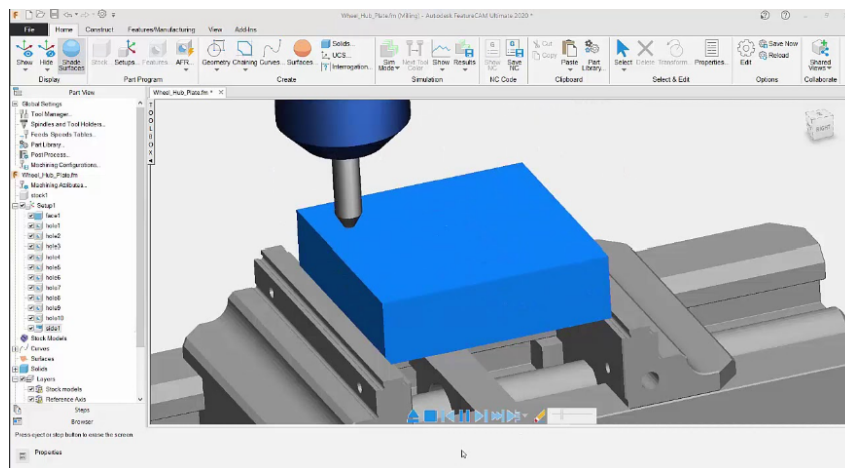 Wheel_Hub_Plate.fm (Milling) - Autodesk FeatureCAM Ultimate 2020
File Home Construct Features/Manufacturing View Add-Ins
Show Hide Shade Surfaces
Stock Setups... Features AFR...
Geometry Chaining Curves... Surfaces
Solids...
UCS...
Interrogation...
Sim Mode Next Tool Color Show Results
Show NC Save NC
Cut
Copy
Paste Part Library...
Select Delete Transform Properties...
Edit
Save Now
Reload
Shared Views
Display Part Program Create Simulation NC Code Clipboard Select & Edit Options Collaborate
Part View
Wheel_Hub_Plate.fm * X
TOOLBOX
RIGHT
Global Settings
Tool Manager...
Spindles and Tool Holders...
Feeds Speeds Tables...
Part Library...
Post Process...
Machining Configurations...
Wheel_Hub_Plate.fm
Machining Attributes...
stock1
Setup1
face1
hole1
hole2
hole3
hole4
hole5
hole6
hole7
hole8
hole9
hole10
side1
Stock Models
Curves
Surfaces
Solids
Layers
Stock models
Reference Axis
Steps
Browser
Press eject or stop button to erase the screen
Properties